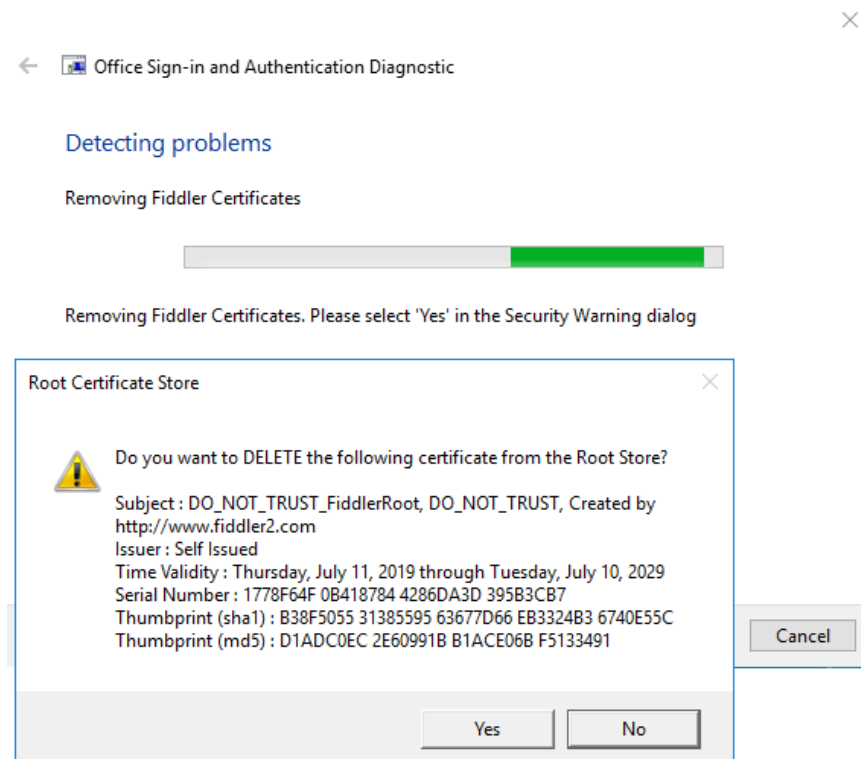 Office Sign-in and Authentication Diagnostic
Detecting problems
Removing Fiddler Certificates
Removing Fiddler Certificates. Please select 'Yes' in the Security Warning dialog
Root Certificate Store
Do you want to DELETE the following certificate from the Root Store?
Subject : DO_NOT_TRUST_FiddlerRoot, DO_NOT_TRUST, Created by
http://www.fiddler2.com
Issuer : Self Issued
Time Validity : Thursday, July 11, 2019 through Tuesday, July 10, 2029
Serial Number : 1778F64F 0B418784 4286DA3D 395B3CB7
Thumbprint (sha1) : B38F5055 31385595 63677D66 EB3324B3 6740E55C
Thumbprint (md5) : D1ADC0EC 2E60991B B1ACE06B F5133491
Cancel
Yes
No